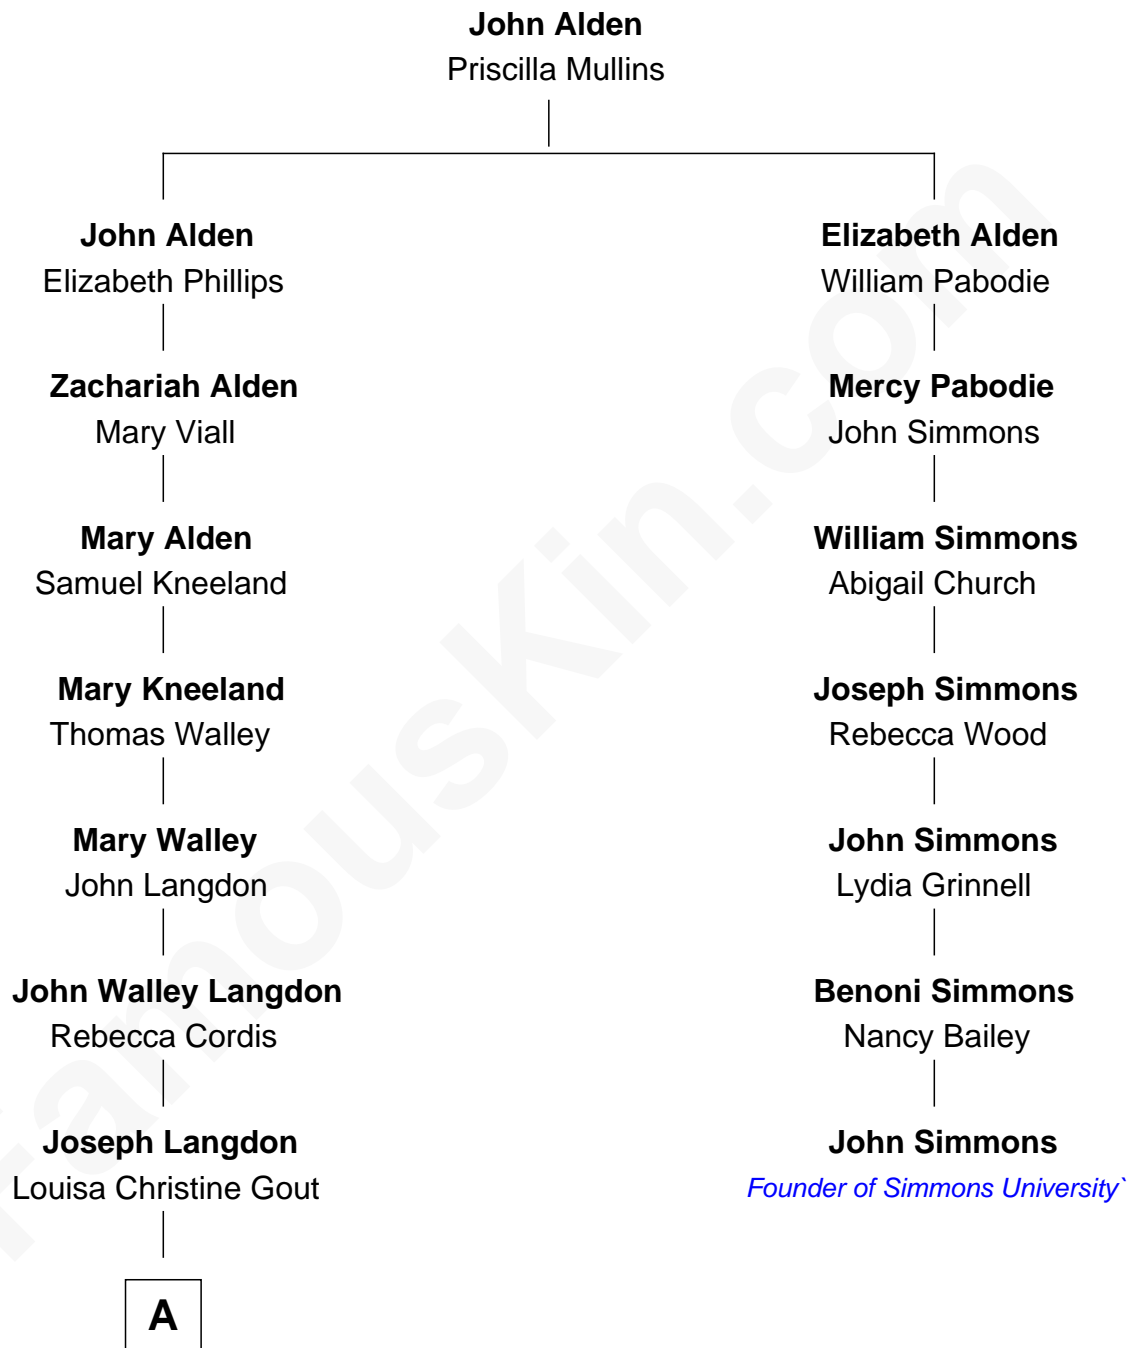 John Alden
Priscilla Mullins
John Alden
Elizabeth Phillips
Zachariah Alden
Mary Viall
Mary Alden
Samuel Kneeland
Mary Kneeland
Thomas Walley
Mary Walley
John Langdon
John Walley Langdon
Rebecca Cordis
Joseph Langdon
Louisa Christine Gout
A
Elizabeth Alden
William Pabodie
Mercy Pabodie
John Simmons
William Simmons
Abigail Church
Joseph Simmons
Rebecca Wood
John Simmons
Lydia Grinnell
Benoni Simmons
Nancy Bailey
John Simmons
Founder of Simmons University`
FamousKin.com